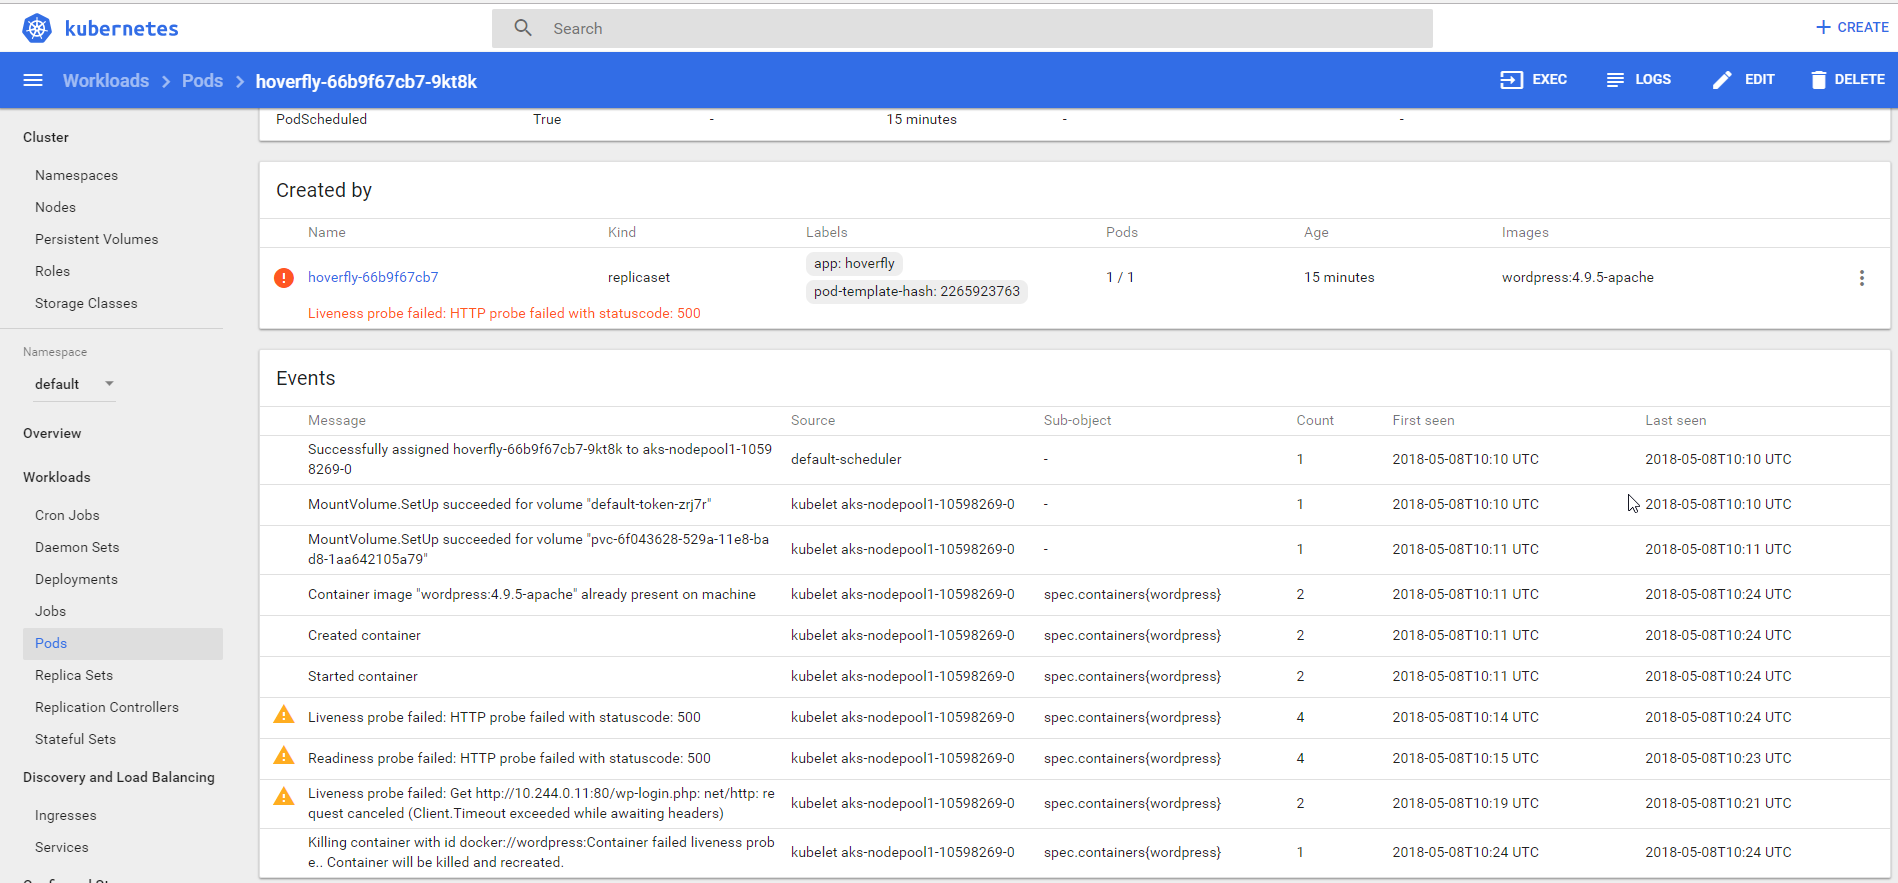 kubernetes
Search
CREATE
Workloads Pods hoverfly-66b9f67cb7-9kt8k
EXEC LOGS EDIT DELETE
Cluster
Namespaces
Nodes
Persistent Volumes
Roles
Storage Classes
Namespace
default
Overview
Workloads
Cron Jobs
Daemon Sets
Deployments
Jobs
Pods
Replica Sets
Replication Controllers
Stateful Sets
Discovery and Load Balancing
Ingresses
Services
PodScheduled True - 15 minutes - -
Created by
Name Kind Labels Pods Age Images
app: hoverfly
hoverfly-66b9f67cb7 replicaset 1 / 1 15 minutes wordpress:4.9.5-apache
pod-template-hash: 2265923763
Liveness probe failed: HTTP probe failed with statuscode: 500
Events
Message Source Sub-object Count First seen Last seen
Successfully assigned hoverfly-66b9f67cb7-9kt8k to aks-nodepool1-1059
8269-0
default-scheduler - 1 2018-05-08T10:10 UTC 2018-05-08T10:10 UTC
MountVolume.SetUp succeeded for volume "default-token-zrj7r" kubelet aks-nodepool1-10598269-0 - 1 2018-05-08T10:10 UTC 2018-05-08T10:10 UTC
MountVolume.SetUp succeeded for volume "pvc-6f043628-529a-11e8-ba
d8-1aa642105a79"
kubelet aks-nodepool1-10598269-0 - 1 2018-05-08T10:11 UTC 2018-05-08T10:11 UTC
Container image "wordpress:4.9.5-apache" already present on machine kubelet aks-nodepool1-10598269-0 spec.containers{wordpress} 2 2018-05-08T10:11 UTC 2018-05-08T10:24 UTC
Created container kubelet aks-nodepool1-10598269-0 spec.containers{wordpress} 2 2018-05-08T10:11 UTC 2018-05-08T10:24 UTC
Started container kubelet aks-nodepool1-10598269-0 spec.containers{wordpress} 2 2018-05-08T10:11 UTC 2018-05-08T10:24 UTC
Liveness probe failed: HTTP probe failed with statuscode: 500 kubelet aks-nodepool1-10598269-0 spec.containers{wordpress} 4 2018-05-08T10:14 UTC 2018-05-08T10:24 UTC
Readiness probe failed: HTTP probe failed with statuscode: 500 kubelet aks-nodepool1-10598269-0 spec.containers{wordpress} 4 2018-05-08T10:15 UTC 2018-05-08T10:23 UTC
Liveness probe failed: Get http://10.244.0.11:80/wp-login.php: net/http: re
quest canceled (Client.Timeout exceeded while awaiting headers)
kubelet aks-nodepool1-10598269-0 spec.containers{wordpress} 2 2018-05-08T10:19 UTC 2018-05-08T10:21 UTC
Killing container with id docker://wordpress:Container failed liveness prob
e.. Container will be killed and recreated.
kubelet aks-nodepool1-10598269-0 spec.containers{wordpress} 1 2018-05-08T10:24 UTC 2018-05-08T10:24 UTC